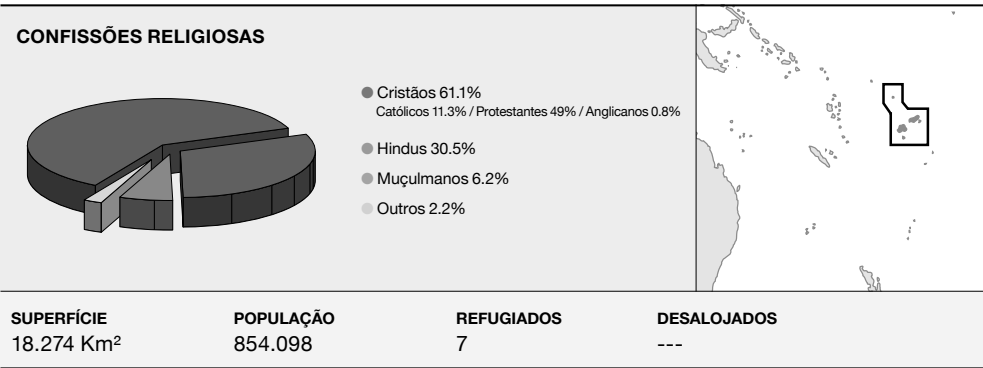 CONFISSÕES RELIGIOSAS
Cristãos 61.1%
Católicos 11.3% / Protestantes 49% / Anglicanos 0.8%
Hindus 30.5%
Muçulmanos 6.2%
Outros 2.2%
SUPERFÍCIE
18.274 Km²
POPULAÇÃO
854.098
REFUGIADOS
7
DESALOJADOS
---